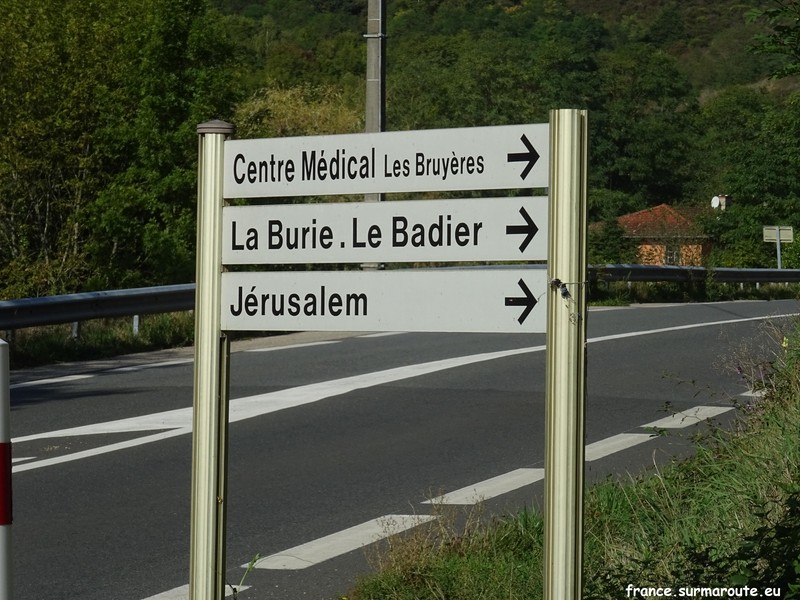 Centre Médical Les Bruyères
La Burie . Le Badier
Jérusalem
france.surmaroute.eu